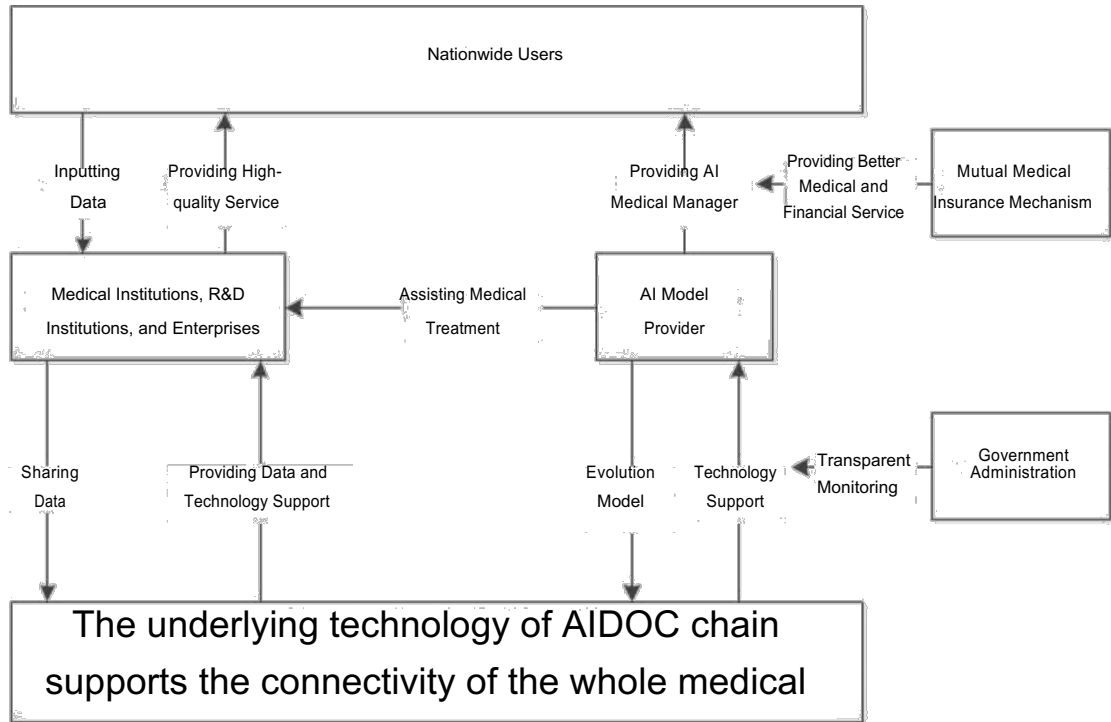 Nationwide Users
Inputting
Data
Providing High-
quality Service
Providing AI
Medical Manager
Providing Better
Medical and
Financial Service
Mutual Medical
Insurance Mechanism
Medical Institutions, R&D
Institutions, and Enterprises
Assisting Medical
Treatment
AI Model
Provider
Sharing
Data
Providing Data and
Technology Support
Evolution
Model
Technology
Support
Transparent
Monitoring
Government
Administration
The underlying technology of AIDOC chain
supports the connectivity of the whole medical